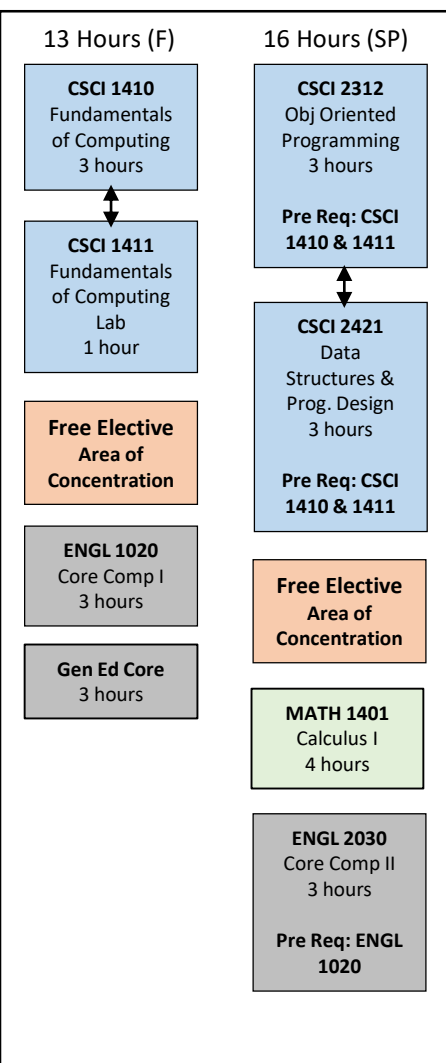 13 Hours (F)
CSCI 1410
Fundamentals
of Computing
3 hours
CSCI 1411
Fundamentals
of Computing
Lab
1 hour
Free Elective
Area of
Concentration
ENGL 1020
Core Comp I
3 hours
Gen Ed Core
3 hours
16 Hours (SP)
CSCI 2312
Obj Oriented
Programming
3 hours
Pre Req: CSCI
1410 & 1411
CSCI 2421
Data
Structures &
Prog. Design
3 hours
Pre Req: CSCI
1410 & 1411
Free Elective
Area of
Concentration
MATH 1401
Calculus I
4 hours
ENGL 2030
Core Comp II
3 hours
Pre Req: ENGL
1020